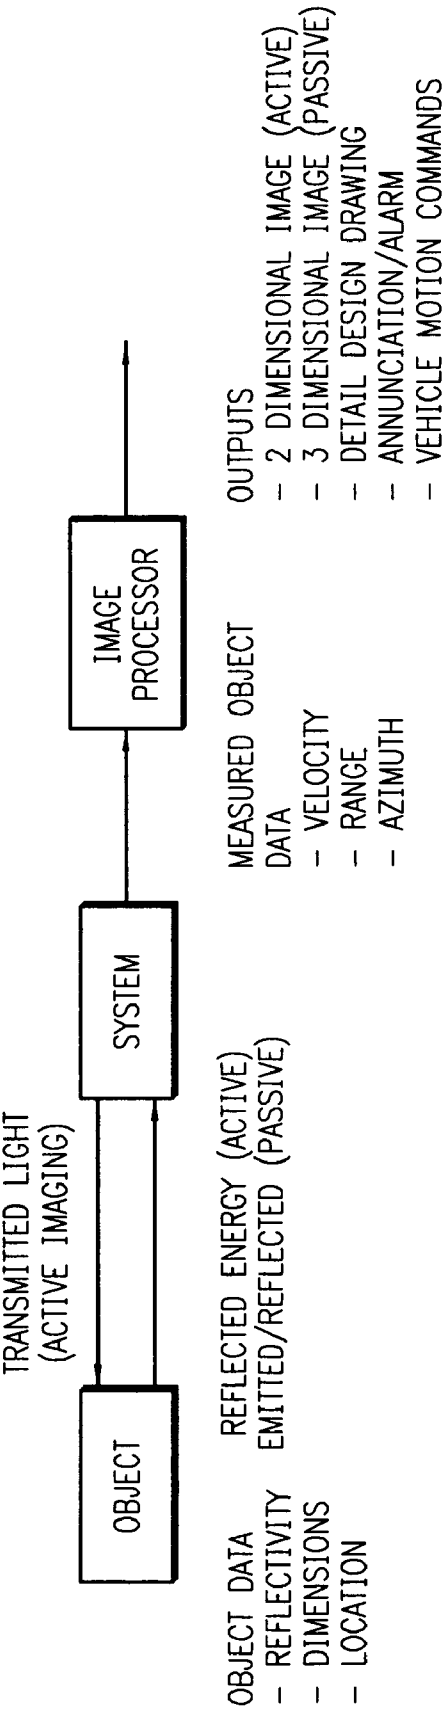 TRANSMITTED LIGHT
(ACTIVE IMAGING)
OBJECT
SYSTEM
IMAGE
PROCESSOR
OBJECT DATA
- REFLECTIVITY
- DIMENSIONS
- LOCATION
REFLECTED ENERGY (ACTIVE)
EMITTED/REFLECTED (PASSIVE)
MEASURED OBJECT
DATA
- VELOCITY
- RANGE
- AZIMUTH
OUTPUTS
- 2 DIMENSIONAL IMAGE (ACTIVE)
- 3 DIMENSIONAL IMAGE (PASSIVE)
- DETAIL DESIGN DRAWING
- ANNUNCIATION/ALARM
- VEHICLE MOTION COMMANDS